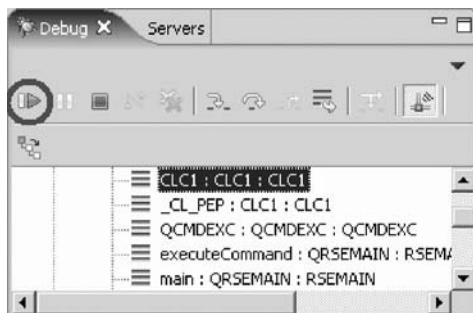 Debug Servers
CLC1 : CLC1 : CLC1
_CL_PEP : CLC1 : CLC1
QCMDEXC : QCMDEXC : QCMDEXC
executeCommand : QRSEMAIN : RSEMA
main : QRSEMAIN : RSEMAIN